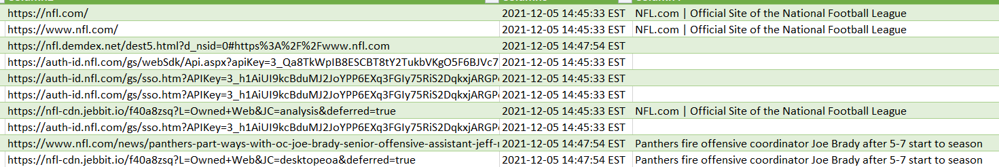 https://nfl.com/ 2021-12-05 14:45:33 EST NFL.com | Official Site of the National Football League
https://www.nfl.com/ 2021-12-05 14:45:33 EST NFL.com | Official Site of the National Football League
https://nfl.demdex.net/dest5.html?d_nsid=0#https%3A%2F%2Fwww.nfl.com 2021-12-05 14:47:54 EST
https://auth-id.nfl.com/gs/webSdk/Api.aspx?apiKey=3_Qa8TkWpIB8ESCBT8tY2TukbVKgO5F6BJVc7 2021-12-05 14:45:33 EST
https://auth-id.nfl.com/gs/sso.htm?APIKey=3_h1AiUI9kcBduMJ2JoYPP6EXq3FGIy75RiS2DqkxjARGP 2021-12-05 14:45:33 EST
https://auth-id.nfl.com/gs/sso.htm?APIKey=3_h1AiUI9kcBduMJ2JoYPP6EXq3FGIy75RiS2DqkxjARGP 2021-12-05 14:45:33 EST
https://nfl-cdn.jebbit.io/f40a8zsq?L=Owned+Web&JC=analysis&deferred=true 2021-12-05 14:45:33 EST NFL.com | Official Site of the National Football League
https://auth-id.nfl.com/gs/sso.htm?APIKey=3_h1AiUI9kcBduMJ2JoYPP6EXq3FGIy75RiS2DqkxjARGP 2021-12-05 14:45:33 EST
https://www.nfl.com/news/panthers-part-ways-with-oc-joe-brady-senior-offensive-assistant-jeff- 2021-12-05 14:47:54 EST Panthers fire offensive coordinator Joe Brady after 5-7 start to season
https://nfl-cdn.jebbit.io/f40a8zsq?L=Owned+Web&JC=desktopeoa&deferred=true 2021-12-05 14:47:54 EST Panthers fire offensive coordinator Joe Brady after 5-7 start to season